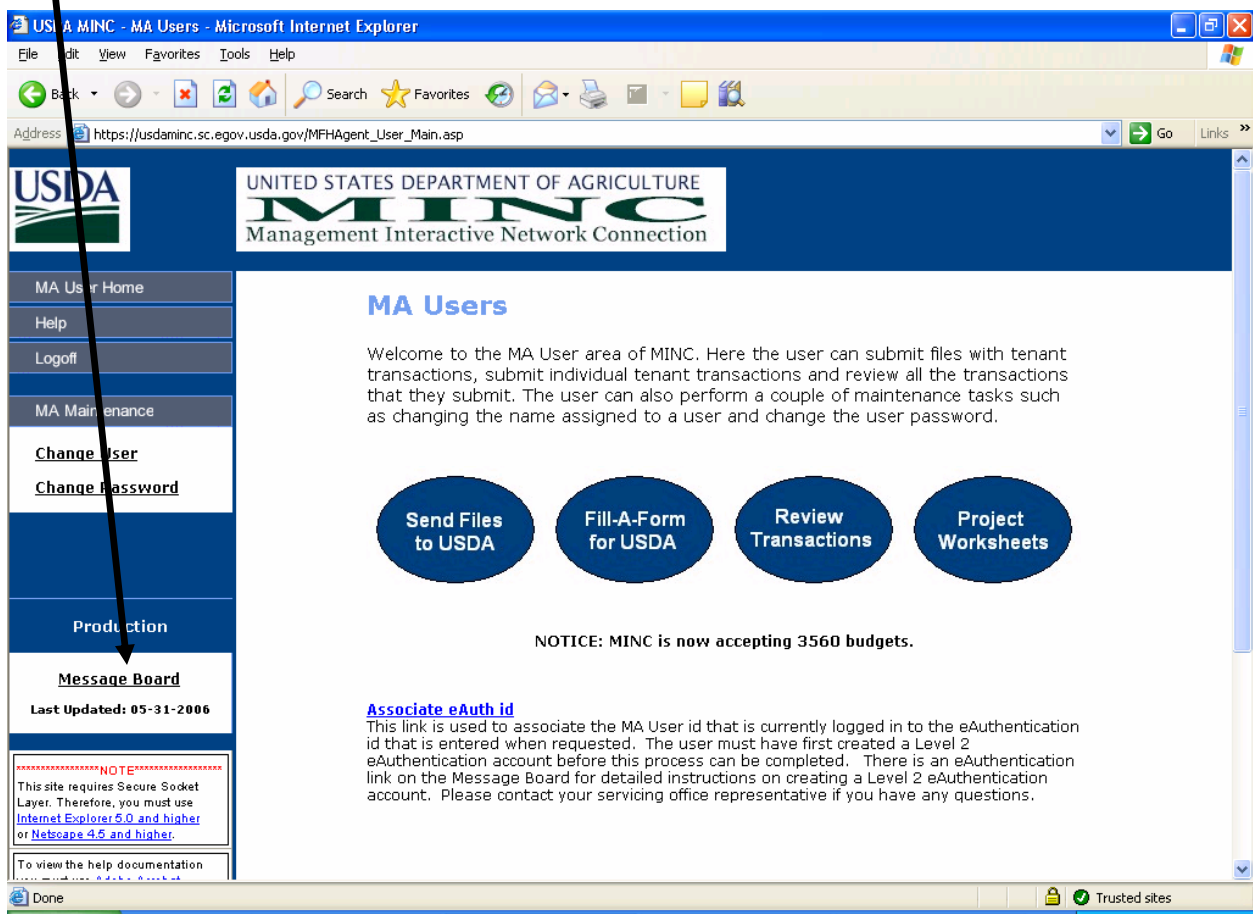 USDA MINC - MA Users - Microsoft Internet Explorer
File Edit View Favorites Tools Help
Back Search Favorites
Address https://usdaminc.sc.egov.usda.gov/MFHAgent_User_Main.asp Go Links »
USDA
UNITED STATES DEPARTMENT OF AGRICULTURE
MINC
Management Interactive Network Connection
MA User Home
Help
Logoff
MA Maintenance
Change User
Change Password
Production
Message Board
Last Updated: 05-31-2006
*****************NOTE******************
This site requires Secure Socket
Layer. Therefore, you must use
Internet Explorer 5.0 and higher
or Netscape 4.5 and higher.
To view the help documentation
MA Users
Welcome to the MA User area of MINC. Here the user can submit files with tenant
transactions, submit individual tenant transactions and review all the transactions
that they submit. The user can also perform a couple of maintenance tasks such
as changing the name assigned to a user and change the user password.
Send Files
to USDA
Fill-A-Form
for USDA
Review
Transactions
Project
Worksheets
NOTICE: MINC is now accepting 3560 budgets.
Associate eAuth id
This link is used to associate the MA User id that is currently logged in to the eAuthentication
id that is entered when requested. The user must have first created a Level 2
eAuthentication account before this process can be completed. There is an eAuthentication
link on the Message Board for detailed instructions on creating a Level 2 eAuthentication
account. Please contact your servicing office representative if you have any questions.
Done Trusted sites